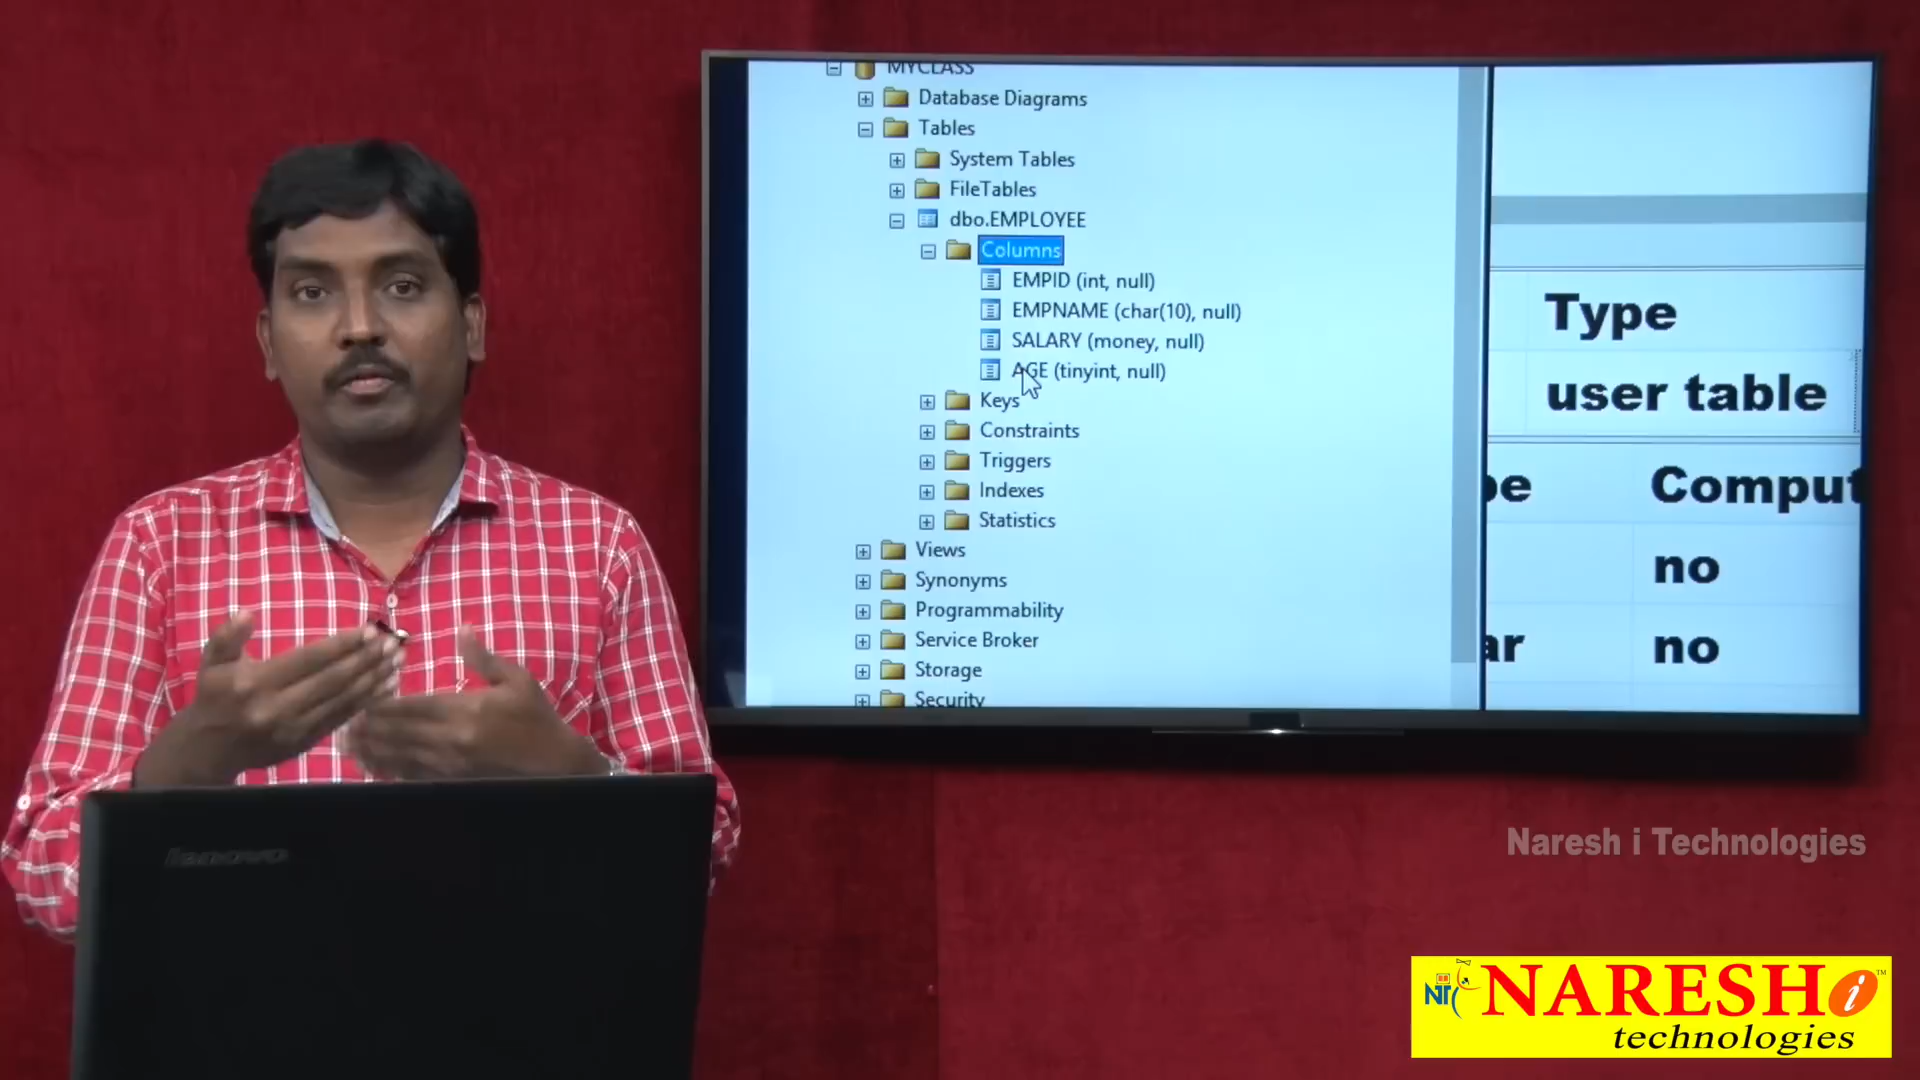 MYCLASS
Database Diagrams
Tables
System Tables
FileTables
dbo.EMPLOYEE
Columns
EMPID (int, null)
EMPNAME (char(10), null)
SALARY (money, null)
AGE (tinyint, null)
Keys
Constraints
Triggers
Indexes
Statistics
Views
Synonyms
Programmability
Service Broker
Storage
Security
Type
user table
pe
Comput
no
ar
no
lenovo
Naresh i Technologies
NT
NARESH i ™
technologies